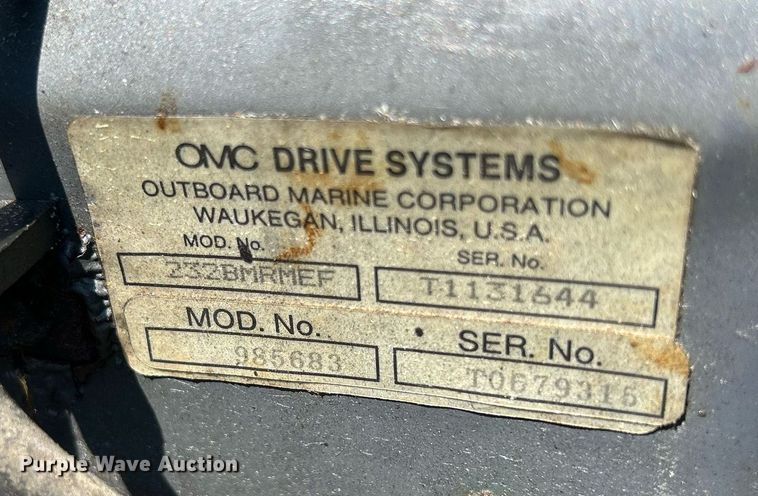 OMC DRIVE SYSTEMS
OUTBOARD MARINE CORPORATION
WAUKEGAN, ILLINOIS, U.S.A.
MOD. No. SER. No.
232BMRMEF T1131644
MOD. No. SER. No.
985683 T0679316
Purple Wave Auction